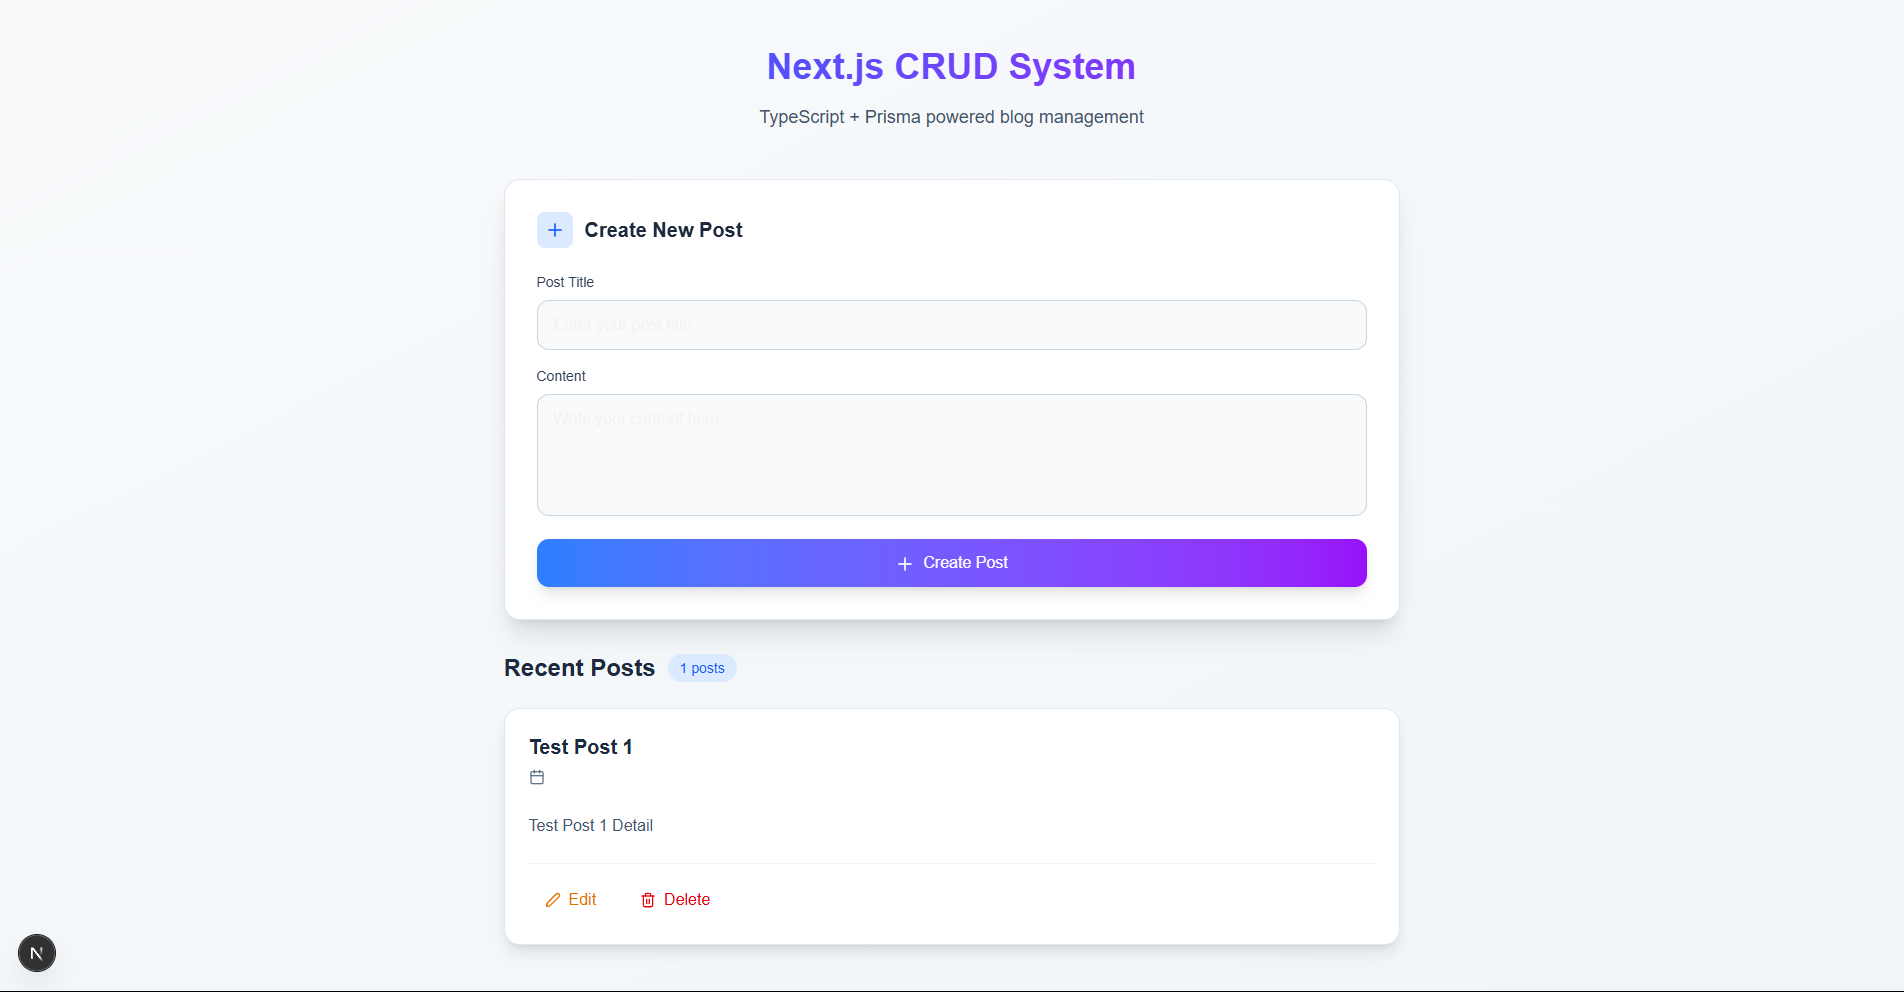 Next.js CRUD System
TypeScript + Prisma powered blog management
Create New Post
Post Title
Enter your post title...
Content
Write your content here...
Create Post
Recent Posts
1 posts
Test Post 1
Test Post 1 Detail
Edit
Delete
N